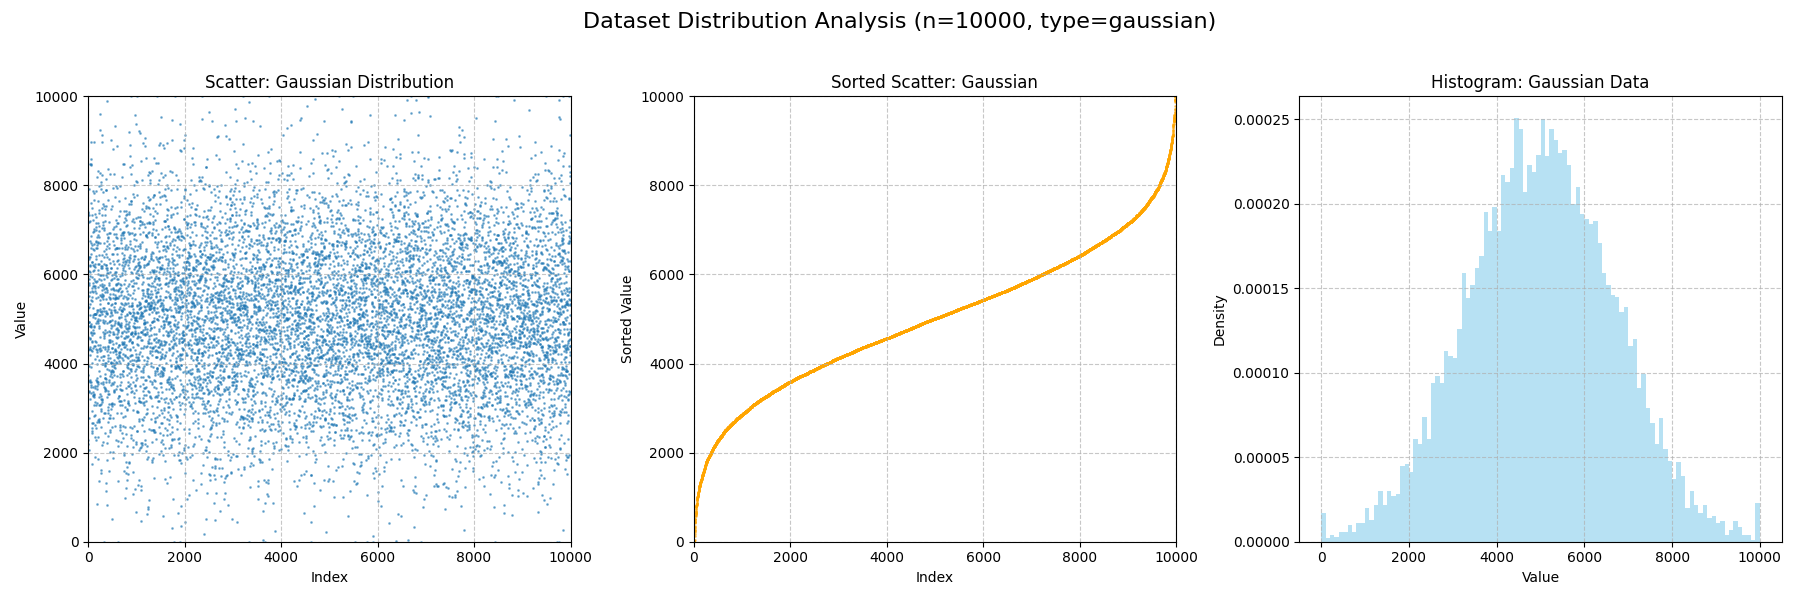 Dataset Distribution Analysis (n=10000, type=gaussian)
Scatter: Gaussian Distribution
10000
8000
6000
4000
2000
0
Value
0 2000 4000 6000 8000 10000
Index
Sorted Scatter: Gaussian
10000
8000
6000
4000
2000
0
Sorted Value
0 2000 4000 6000 8000 10000
Index
Histogram: Gaussian Data
0.00025
0.00020
0.00015
0.00010
0.00005
0.00000
Density
0 2000 4000 6000 8000 10000
Value